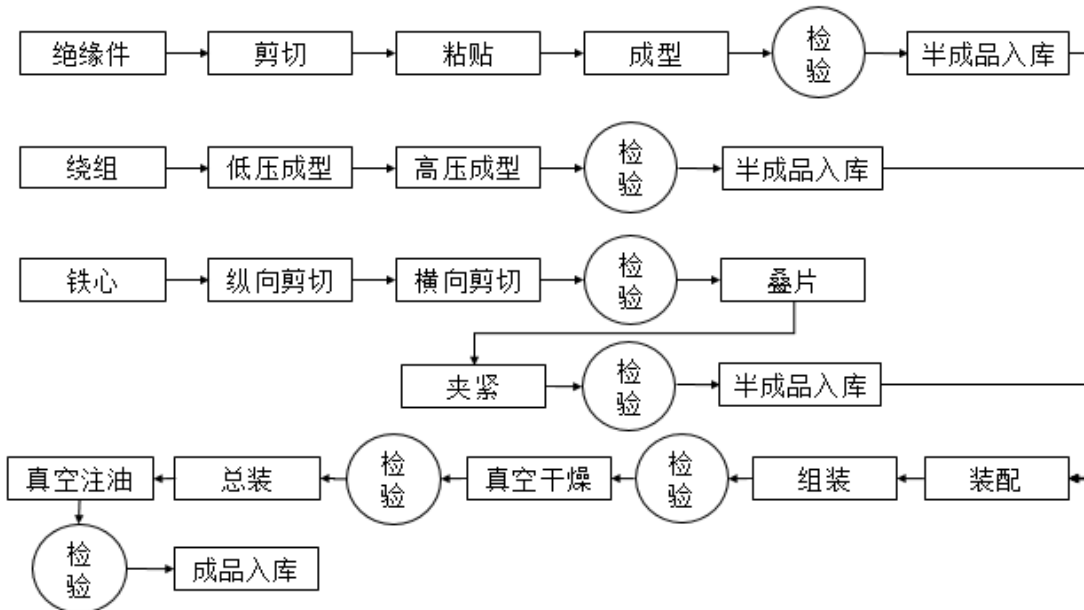 绝缘件 剪切 粘贴 成型 检验 半成品入库
绕组 低压成型 高压成型 检验 半成品入库
铁心 纵向剪切 横向剪切 检验 叠片
夹紧 检验 半成品入库
真空注油 总装 检验 真空干燥 检验 组装 装配
检验 成品入库